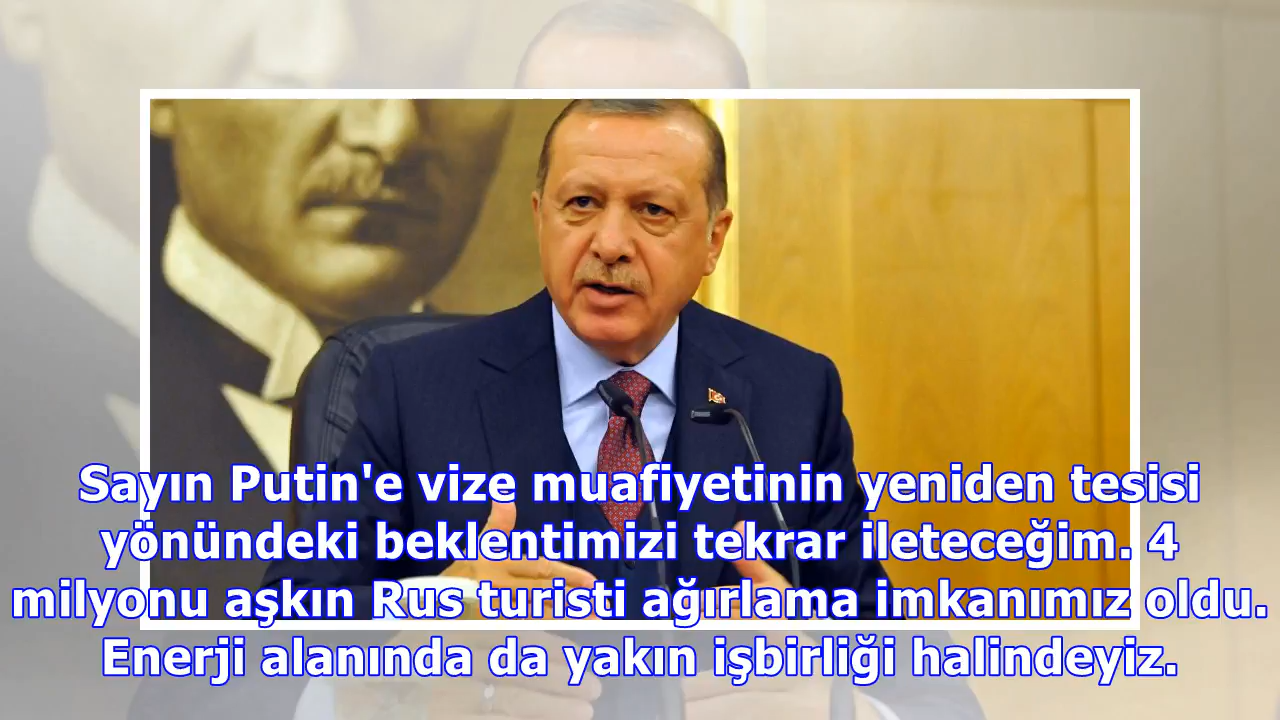 Sayın Putin'e vize muafiyetinin yeniden tesisi
yönündeki beklentimizi tekrar ileteceğim. 4
milyonu aşkın Rus turisti ağırlama imkanımız oldu.
Enerji alanında da yakın işbirliği halindeyiz.